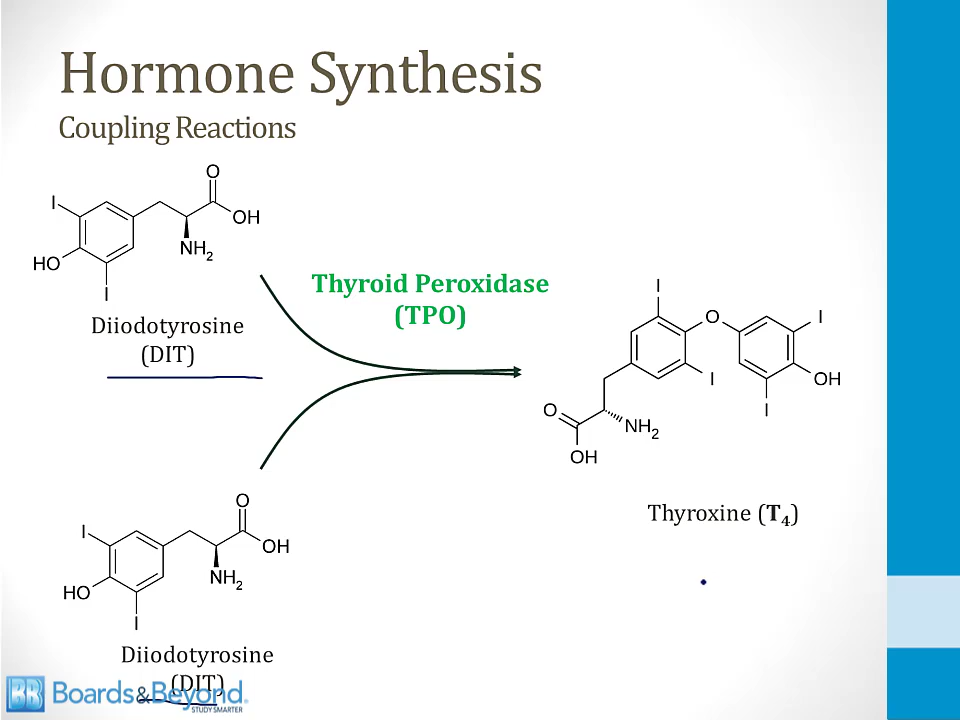 Hormone Synthesis
Coupling Reactions
O
I
OH
NH2
HO
I
Diiodotyrosine
(DIT)
Thyroid Peroxidase
(TPO)
I
O
I
I
OH
I
O
NH2
OH
Thyroxine (T4)
O
I
OH
NH2
HO
I
Diiodotyrosine
(DIT)
BB Boards&Beyond.
STUDY SMARTER